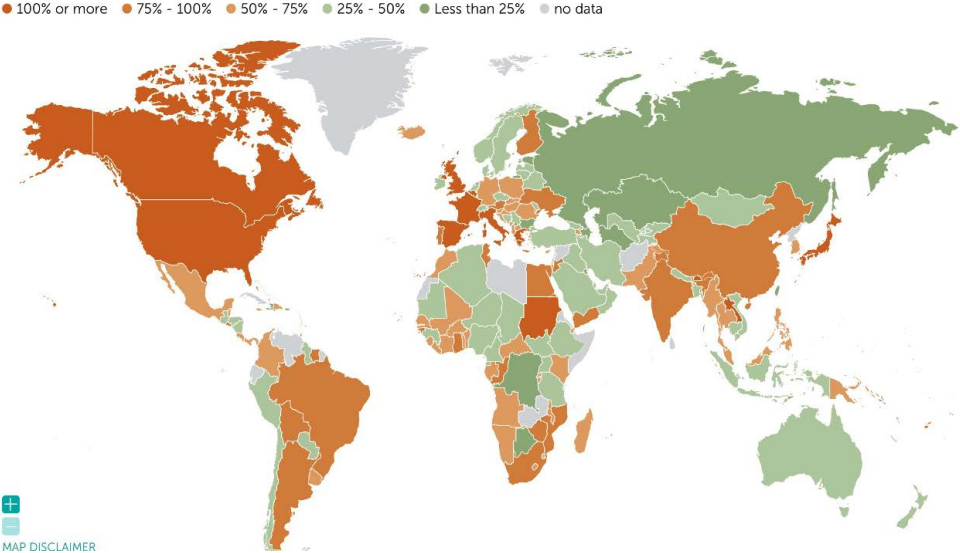 100% or more 75% - 100% 50% - 75% 25% - 50% Less than 25% no data
MAP DISCLAIMER